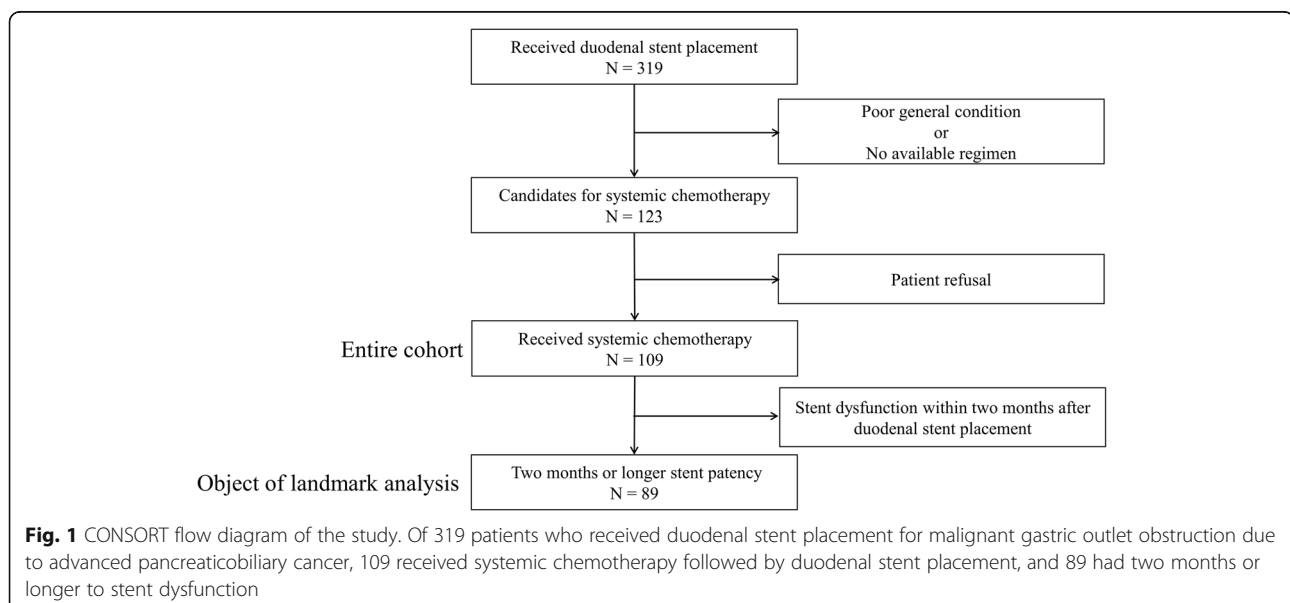 Received duodenal stent placement
N = 319
Poor general condition
or
No available regimen
Candidates for systemic chemotherapy
N = 123
Patient refusal
Entire cohort
Received systemic chemotherapy
N = 109
Stent dysfunction within two months after
duodenal stent placement
Object of landmark analysis
Two months or longer stent patency
N = 89
Fig. 1 CONSORT flow diagram of the study. Of 319 patients who received duodenal stent placement for malignant gastric outlet obstruction due
to advanced pancreaticobiliary cancer, 109 received systemic chemotherapy followed by duodenal stent placement, and 89 had two months or
longer to stent dysfunction